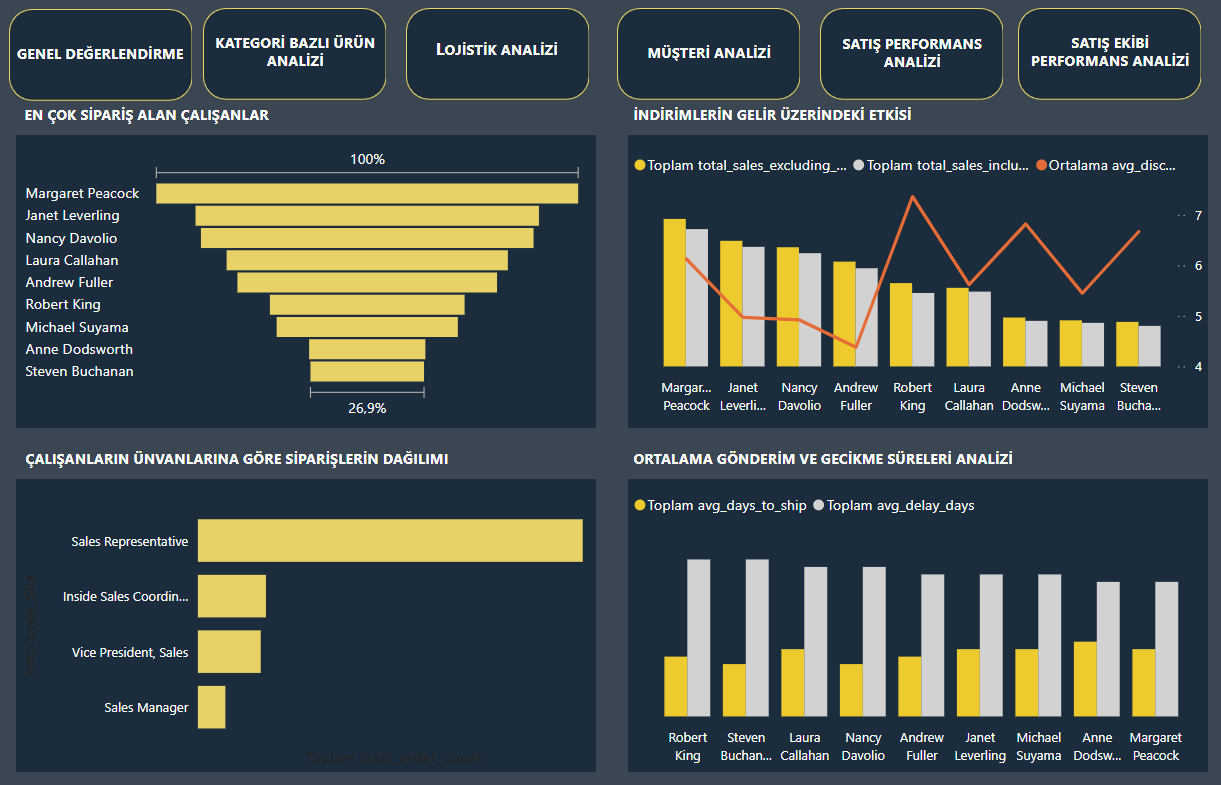 GENEL DEĞERLENDİRME
KATEGORİ BAZLI ÜRÜN
ANALİZİ
LOJİSTİK ANALİZİ
MÜŞTERİ ANALİZİ
SATIŞ PERFORMANS
ANALİZİ
SATIŞ EKİBİ
PERFORMANS ANALİZİ
EN ÇOK SİPARİŞ ALAN ÇALIŞANLAR
100%
Margaret Peacock
Janet Leverling
Nancy Davolio
Laura Callahan
Andrew Fuller
Robert King
Michael Suyama
Anne Dodsworth
Steven Buchanan
26,9%
İNDİRİMLERİN GELİR ÜZERİNDEKİ ETKİSİ
Toplam total_sales_excluding_... Toplam total_sales_inclu... Ortalama avg_disc...
7
6
5
4
Margar... Janet Nancy Andrew Robert Laura Anne Michael Steven
Peacock Leverli... Davolio Fuller King Callahan Dodsw... Suyama Bucha...
ÇALIŞANLARIN ÜNVANLARINA GÖRE SİPARİŞLERİN DAĞILIMI
employee_title
Sales Representative
Inside Sales Coordin...
Vice President, Sales
Sales Manager
Toplam total_order_count
ORTALAMA GÖNDERİM VE GECİKME SÜRELERİ ANALİZİ
Toplam avg_days_to_ship Toplam avg_delay_days
Robert Steven Laura Nancy Andrew Janet Michael Anne Margaret
King Buchan... Callahan Davolio Fuller Leverling Suyama Dodsw... Peacock